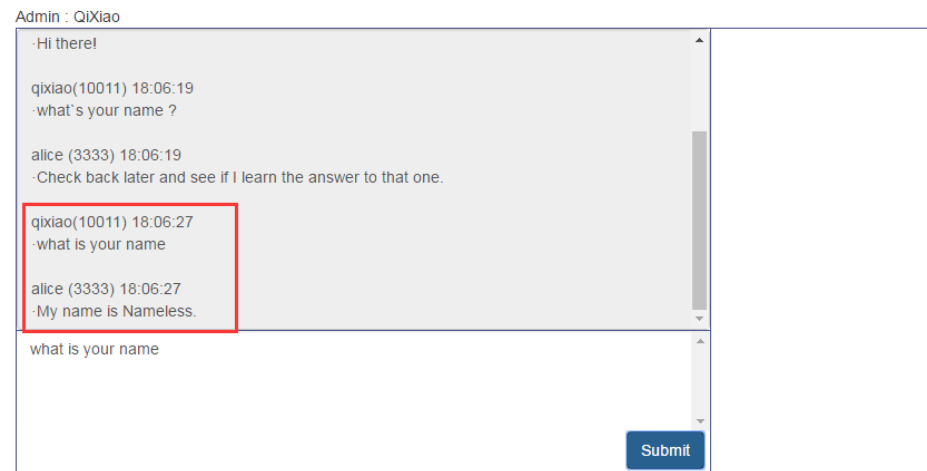 Admin : QiXiao
·Hi there!
qixiao(10011) 18:06:19
·what`s your name ?
alice (3333) 18:06:19
·Check back later and see if I learn the answer to that one.
qixiao(10011) 18:06:27
·what is your name
alice (3333) 18:06:27
·My name is Nameless.
what is your name
Submit